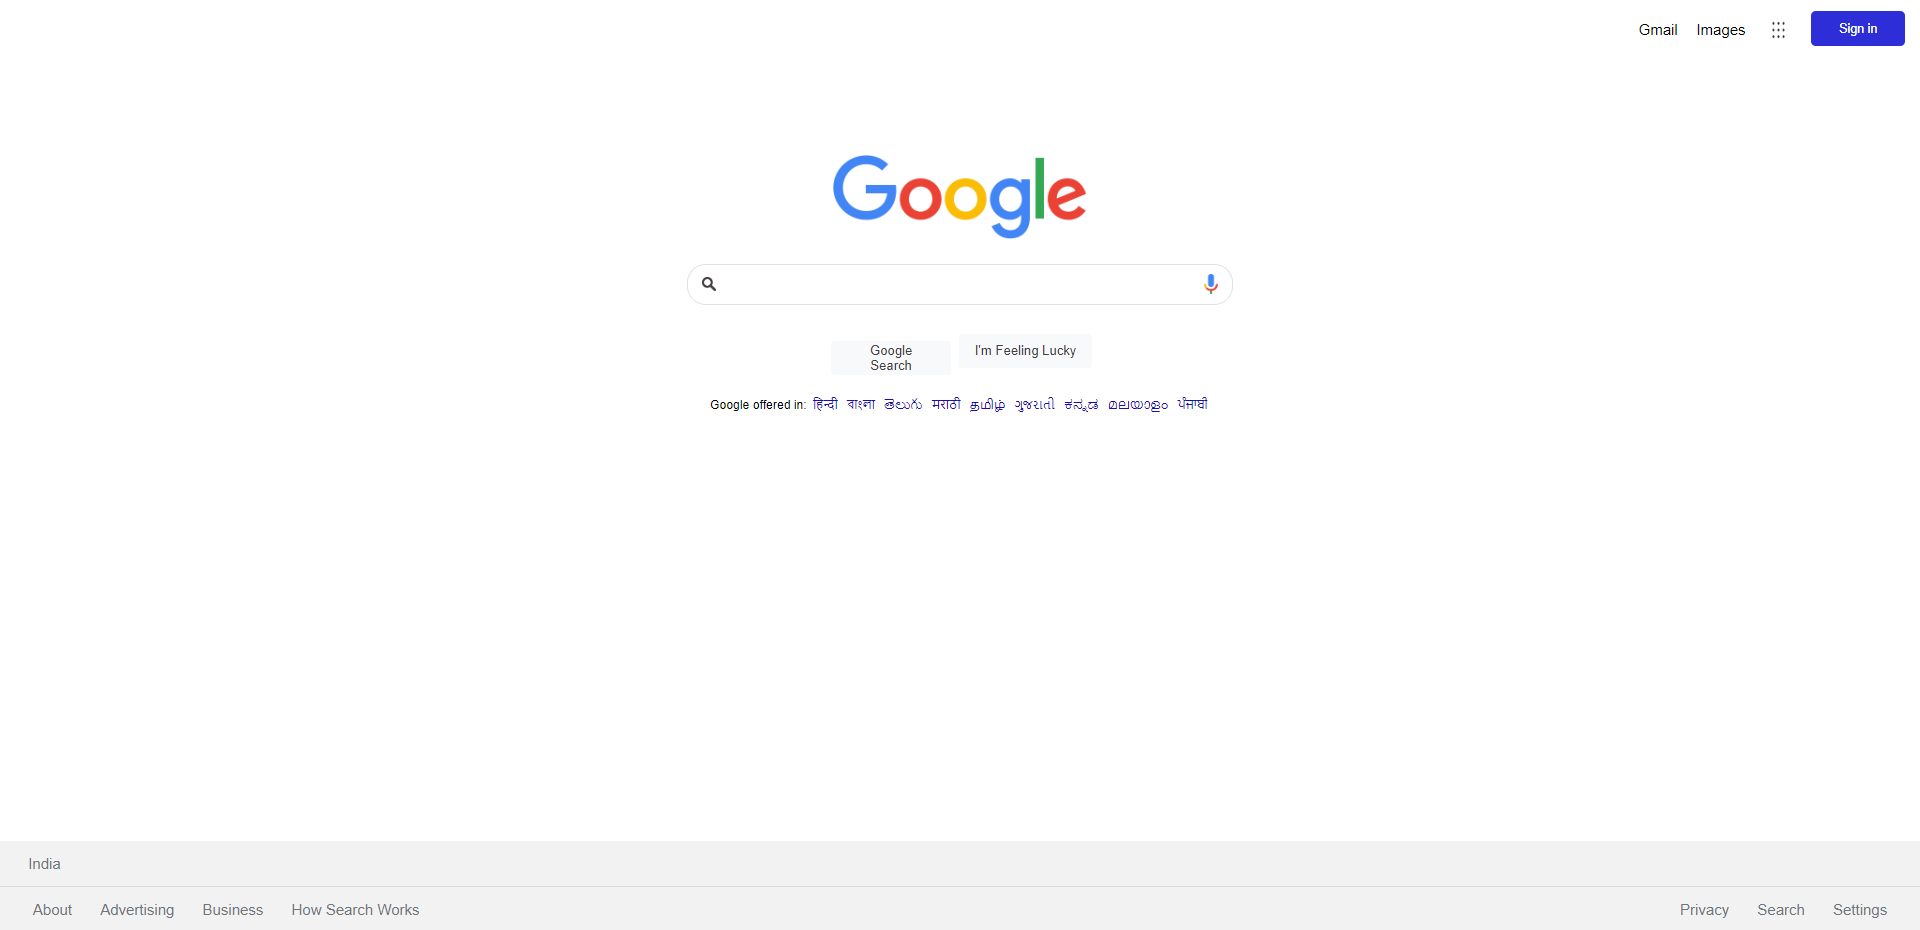 Gmail Images Sign in
Google
Google
Search
I'm Feeling Lucky
Google offered in: हिन्दी বাংলা తెలుగు मराठी தமிழ் ગુજરાતી ಕನ್ನಡ മലയാളം ਪੰਜਾਬੀ
India
About Advertising Business How Search Works Privacy Search Settings